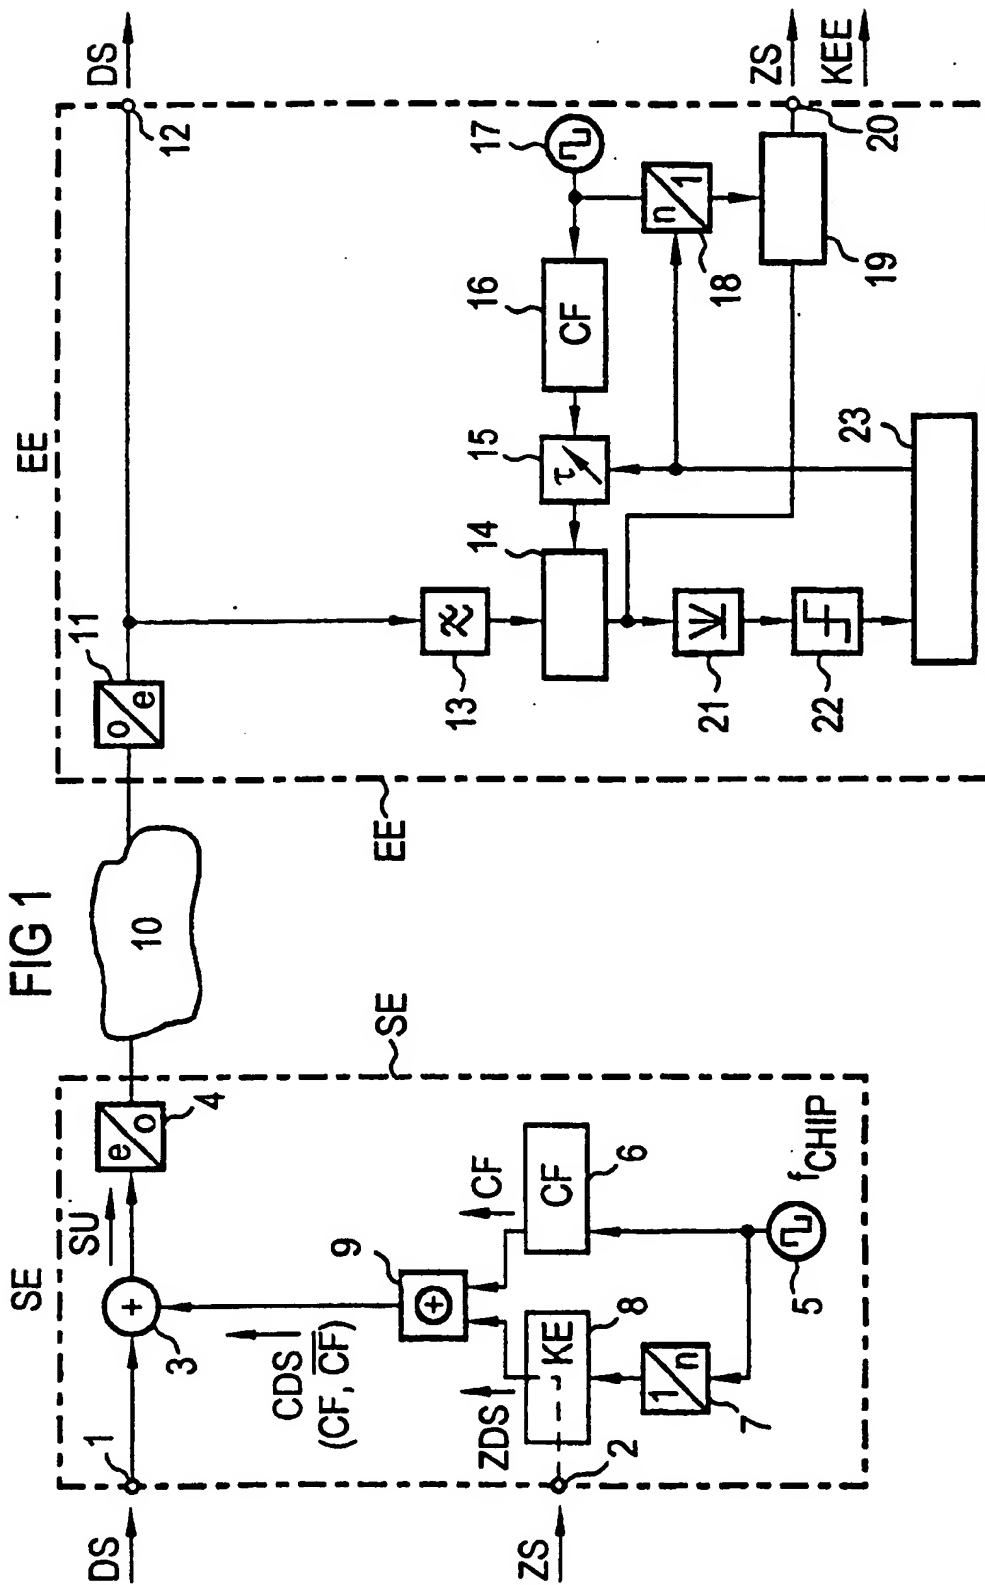 FIG 1
SE
EE
DS
1
3
+
SU
e
o
4
SE
10
o
e
11
12
DS
EE
CDS
(CF, C̅F̅)
9
+
ZS
2
ZDS
KE
8
CF
CF
6
1
n
7
5
fCHIP
13
≈
14
15
τ
16
CF
17
n
1
18
19
20
ZS
KEE
21
22
23